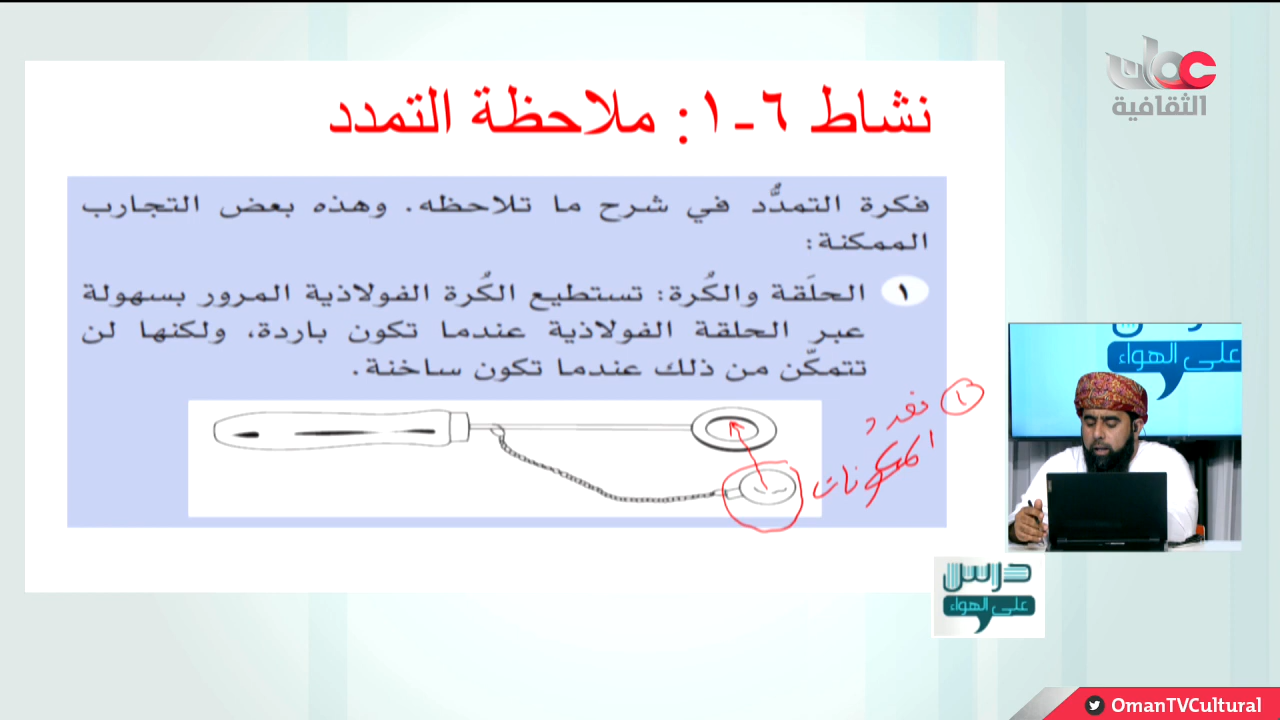 عمان
الثقافية
نشاط ٦-١: ملاحظة التمدد
فكرة التمدُّد في شرح ما تلاحظه. وهذه بعض التجارب
الممكنة:
١ الحلَقة والكُرة: تستطيع الكُرة الفولاذية المرور بسهولة
عبر الحلقة الفولاذية عندما تكون باردة، ولكنها لن
تتمكّن من ذلك عندما تكون ساخنة.
١
المكونات
على الهواء
درس
على الهواء
OmanTVCultural